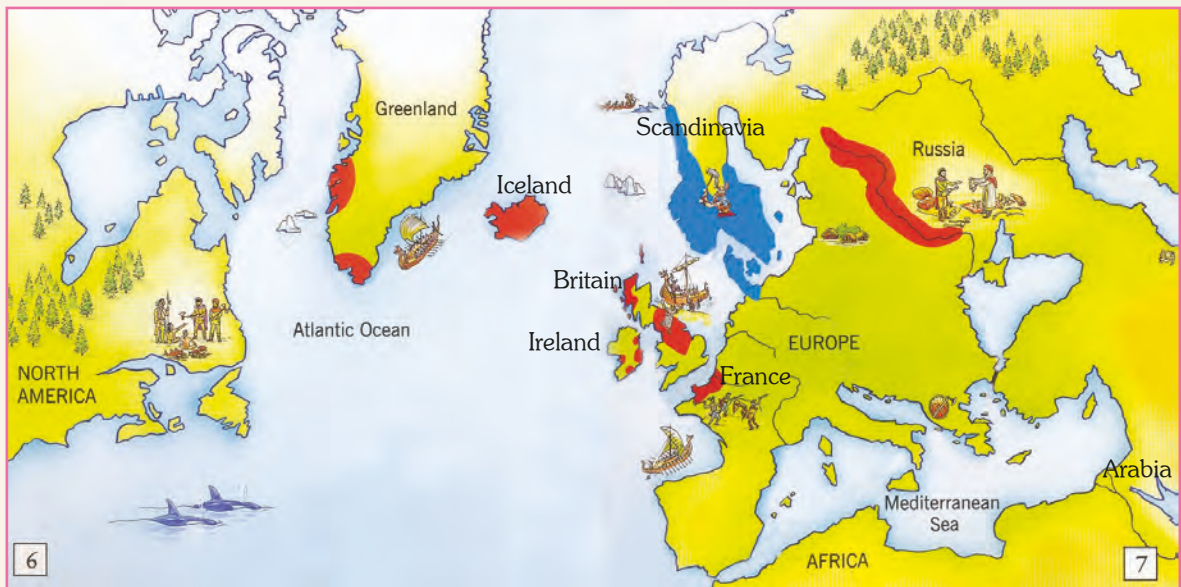 Greenland
Scandinavia
Russia
Iceland
Britain
Atlantic Ocean
Ireland
EUROPE
NORTH
AMERICA
France
Arabia
Mediterranean
Sea
AFRICA
6
7